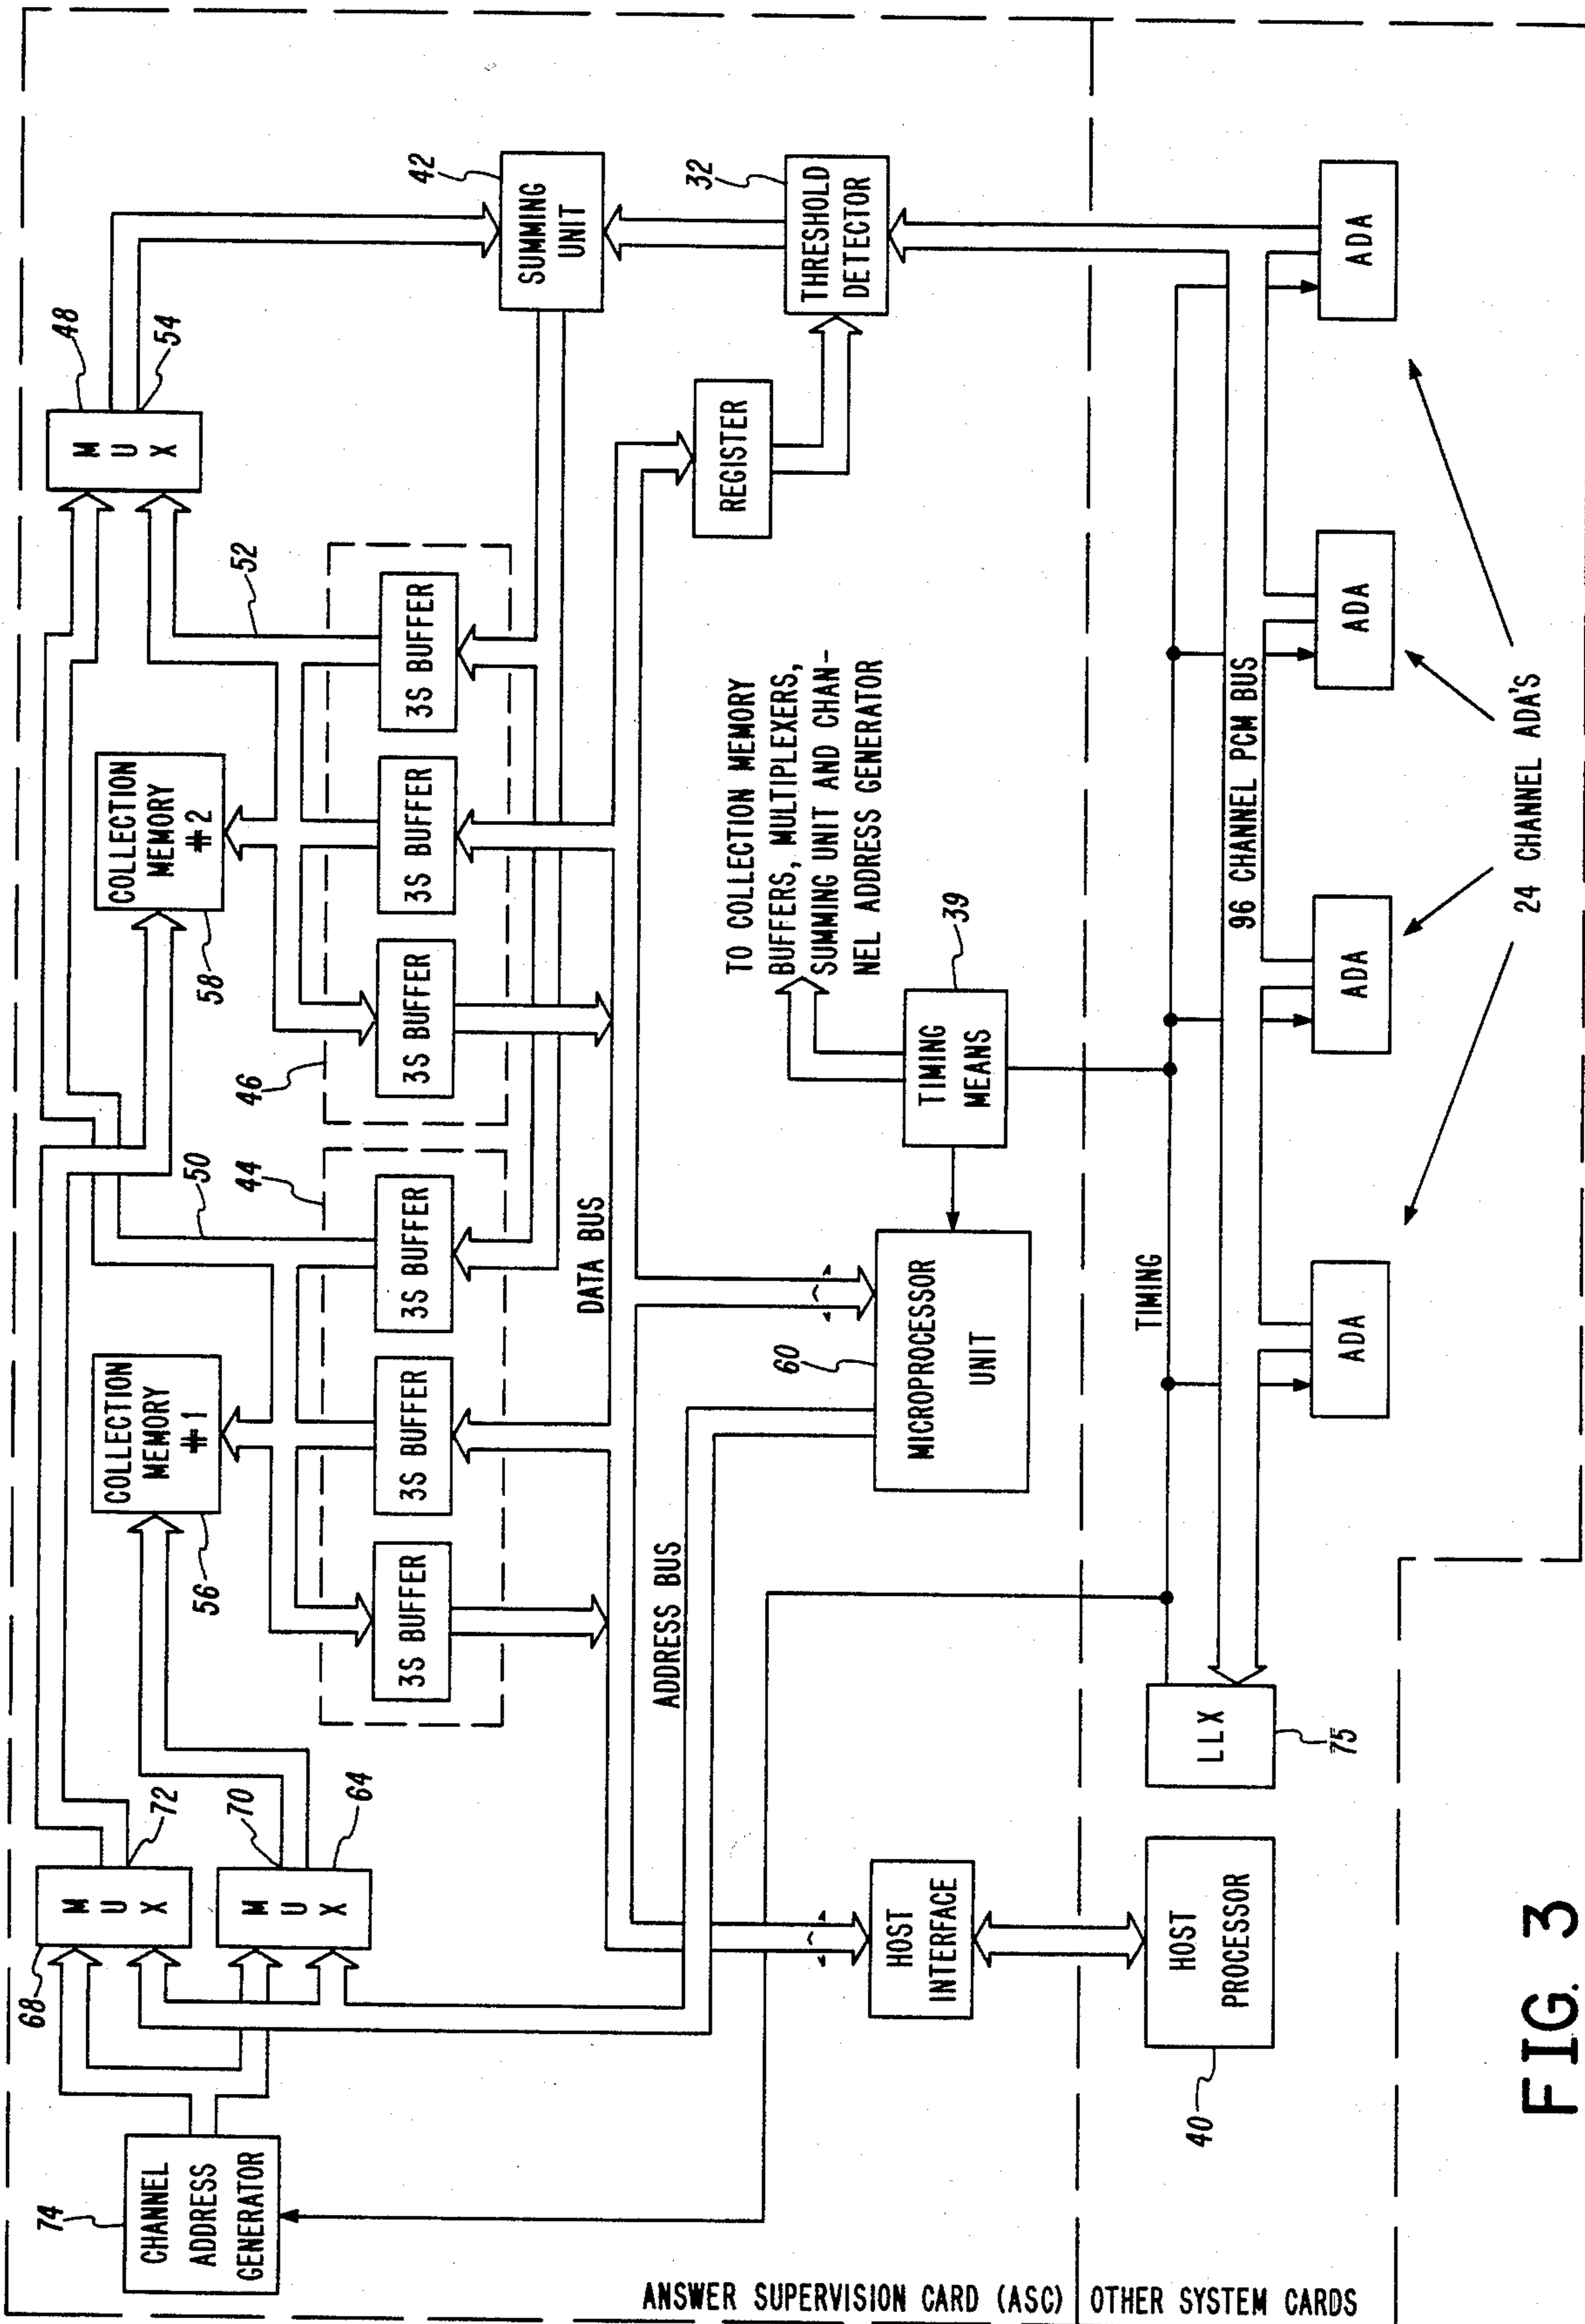 74
CHANNEL
ADDRESS
GENERATOR
68
M
U
X
72
70
M
U
X
64
56
COLLECTION
MEMORY
#1
50
58
COLLECTION
MEMORY
#2
52
48
M
U
X
54
44
3S BUFFER
3S BUFFER
3S BUFFER
46
3S BUFFER
3S BUFFER
3S BUFFER
42
SUMMING
UNIT
DATA BUS
ADDRESS BUS
REGISTER
32
THRESHOLD
DETECTOR
HOST
INTERFACE
60
MICROPROCESSOR
UNIT
39
TIMING
MEANS
TO COLLECTION MEMORY
BUFFERS, MULTIPLEXERS,
SUMMING UNIT AND CHAN-
NEL ADDRESS GENERATOR
ANSWER SUPERVISION CARD (ASC)
OTHER SYSTEM CARDS
40
HOST
PROCESSOR
LLX
75
TIMING
96 CHANNEL PCM BUS
ADA
ADA
ADA
ADA
24 CHANNEL ADA'S
FIG. 3